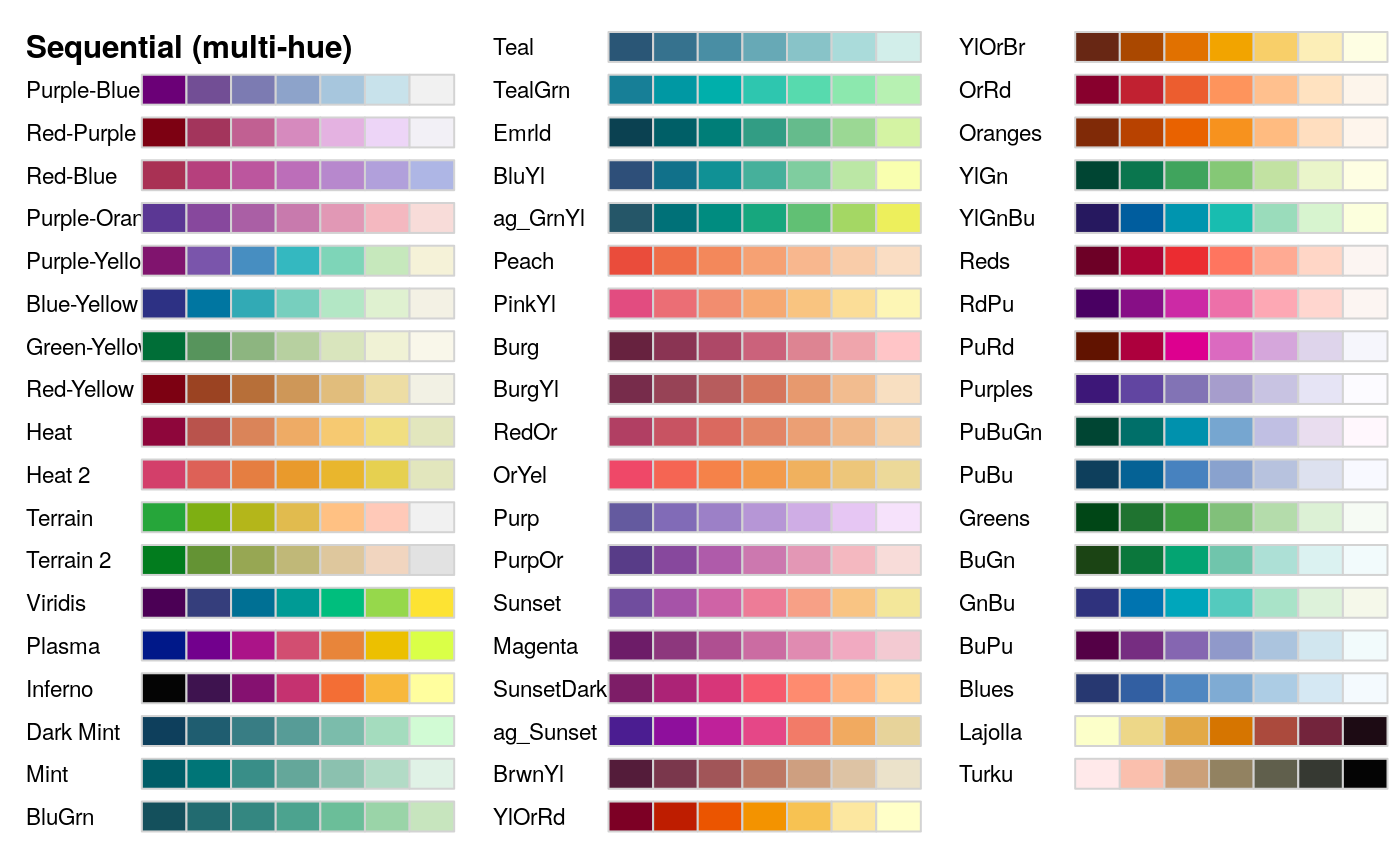 Sequential (multi-hue)
Purple-Blue
Red-Purple
Red-Blue
Purple-Oran
Purple-Yello
Blue-Yellow
Green-Yellow
Red-Yellow
Heat
Heat 2
Terrain
Terrain 2
Viridis
Plasma
Inferno
Dark Mint
Mint
BluGrn
Teal
TealGrn
Emrld
BluYl
ag_GrnYl
Peach
PinkYl
Burg
BurgYl
RedOr
OrYel
Purp
PurpOr
Sunset
Magenta
SunsetDark
ag_Sunset
BrwnYl
YlOrRd
YlOrBr
OrRd
Oranges
YlGn
YlGnBu
Reds
RdPu
PuRd
Purples
PuBuGn
PuBu
Greens
BuGn
GnBu
BuPu
Blues
Lajolla
Turku